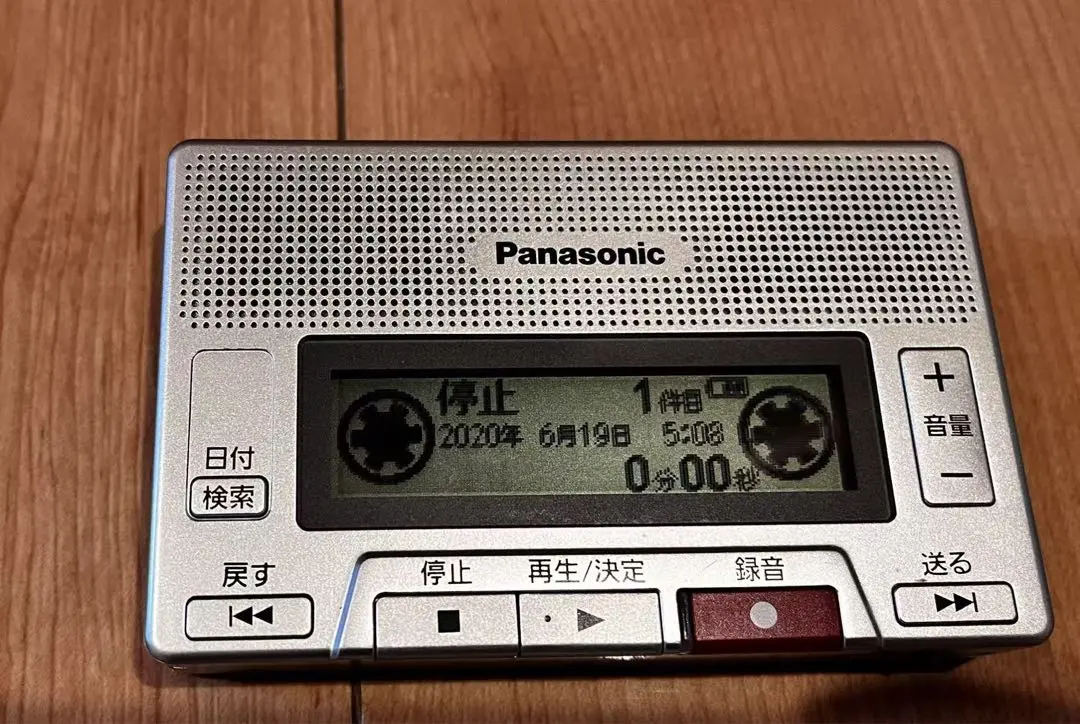 Panasonic
停止 1件目
2020年 6月19日 5:08
0分00秒
+
音量
−
日付
検索
戻す
停止
再生/決定
録音
送る